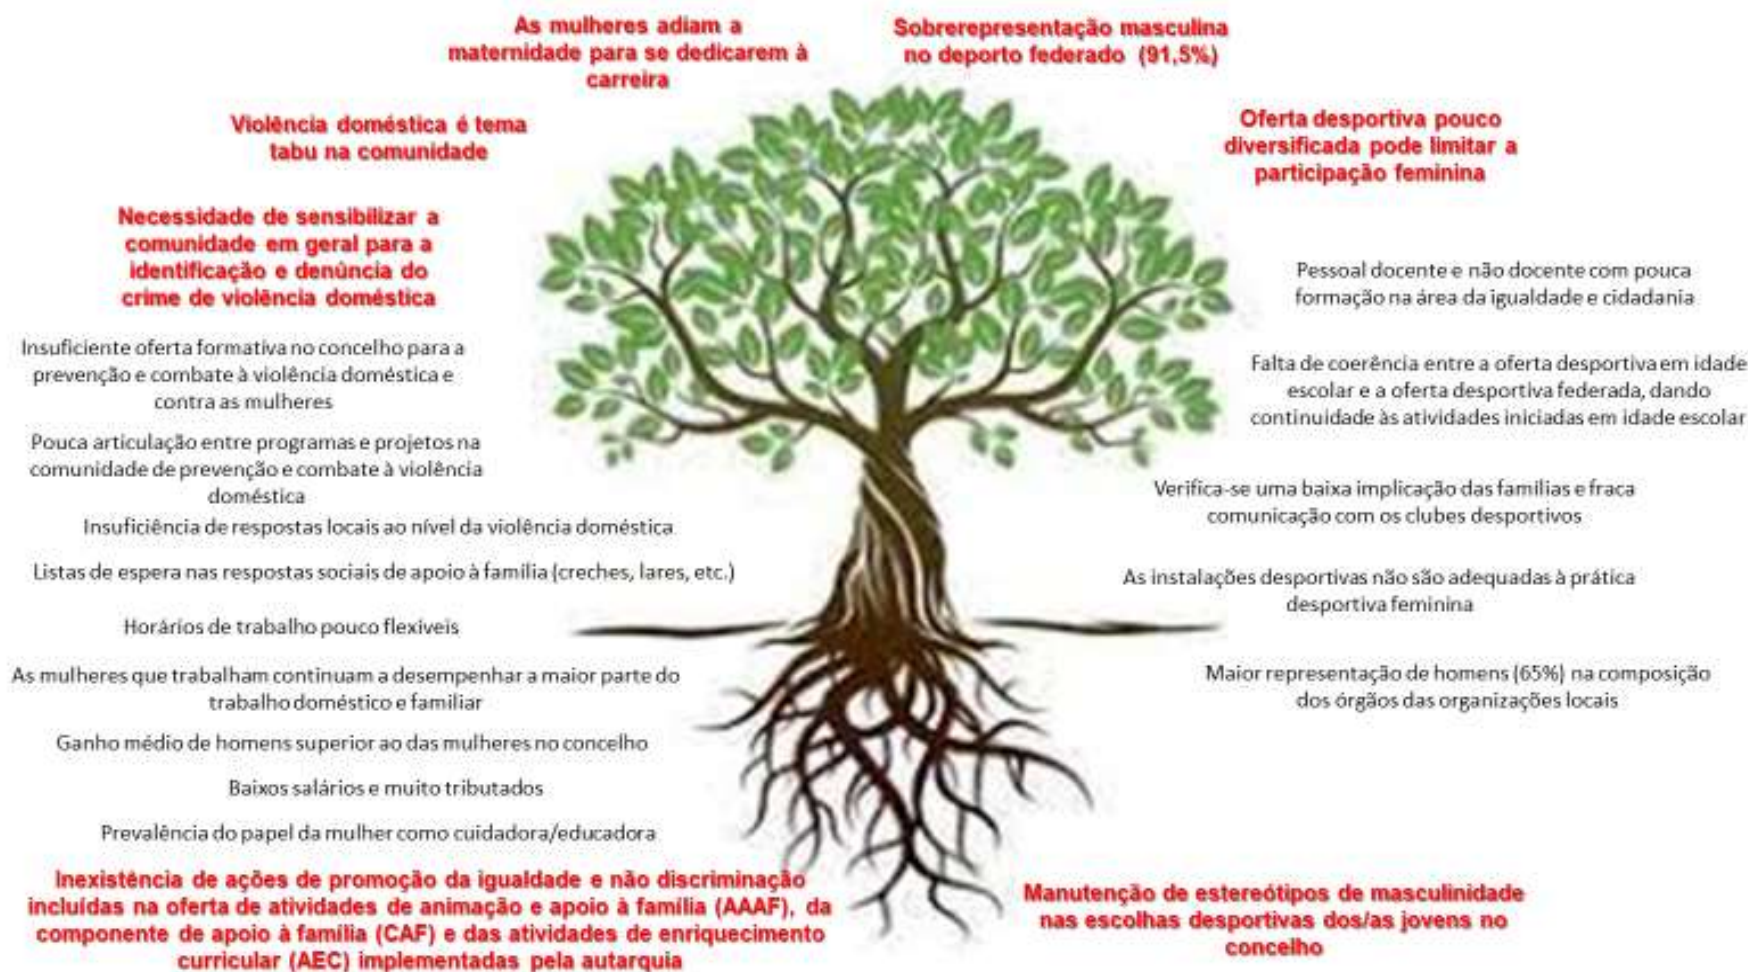 As mulheres adiam a
maternidade para se dedicarem à
carreira
Sobrerepresentação masculina
no deporto federado (91,5%)
Violência doméstica é tema
tabu na comunidade
Oferta desportiva pouco
diversificada pode limitar a
participação feminina
Necessidade de sensibilizar a
comunidade em geral para a
identificação e denúncia do
crime de violência doméstica
Pessoal docente e não docente com pouca
formação na área da igualdade e cidadania
Insuficiente oferta formativa no concelho para a
prevenção e combate à violência doméstica e
contra as mulheres
Falta de coerência entre a oferta desportiva em idade
escolar e a oferta desportiva federada, dando
continuidade às atividades iniciadas em idade escolar
Pouca articulação entre programas e projetos na
comunidade de prevenção e combate à violência
doméstica
Verifica-se uma baixa implicação das famílias e fraca
comunicação com os clubes desportivos
Insuficiência de respostas locais ao nível da violência doméstica
Listas de espera nas respostas sociais de apoio à família (creches, lares, etc.)
As instalações desportivas não são adequadas à prática
desportiva feminina
Horários de trabalho pouco flexíveis
As mulheres que trabalham continuam a desempenhar a maior parte do
trabalho doméstico e familiar
Maior representação de homens (65%) na composição
dos órgãos das organizações locais
Ganho médio de homens superior ao das mulheres no concelho
Baixos salários e muito tributados
Prevalência do papel da mulher como cuidadora/educadora
Inexistência de ações de promoção da igualdade e não discriminação
incluídas na oferta de atividades de animação e apoio à família (AAAF), da
componente de apoio à família (CAF) e das atividades de enriquecimento
curricular (AEC) implementadas pela autarquia
Manutenção de estereótipos de masculinidade
nas escolhas desportivas dos/as jovens no
concelho